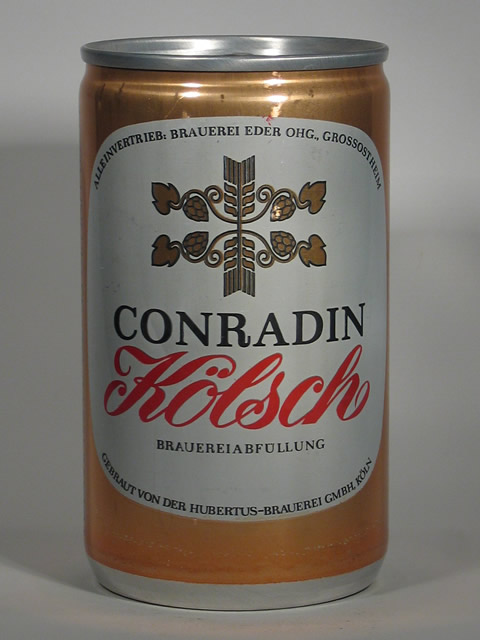 ALLEINVERTRIEB: BRAUEREI EDER OHG., GROSSOSTHEIM
CONRADIN
Kölsch
BRAUEREIABFÜLLUNG
GEBRAUT VON DER HUBERTUS-BRAUEREI GMBH, KÖLN